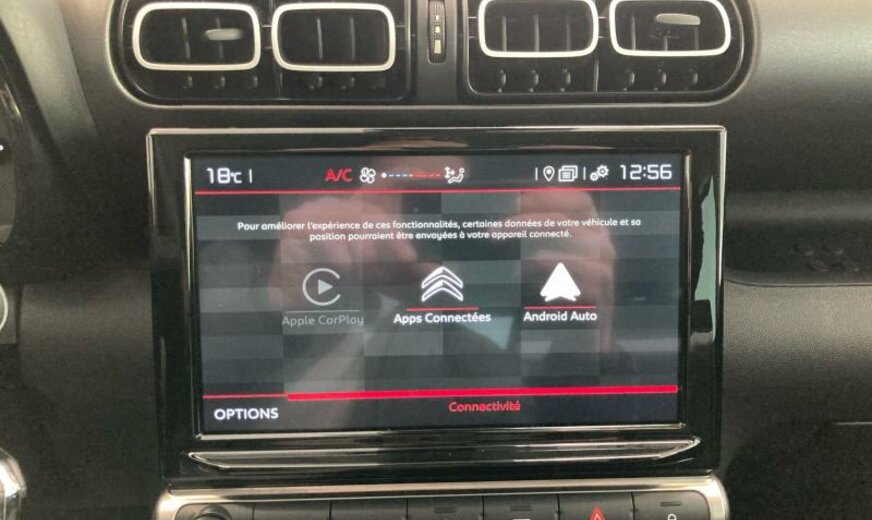 18°C A/C 12:56
Pour améliorer l'expérience de ces fonctionnalités, certaines données de votre véhicule et sa
position pourraient être envoyées à votre appareil connecté.
Apple CarPlay Apps Connectées Android Auto
OPTIONS Connectivité